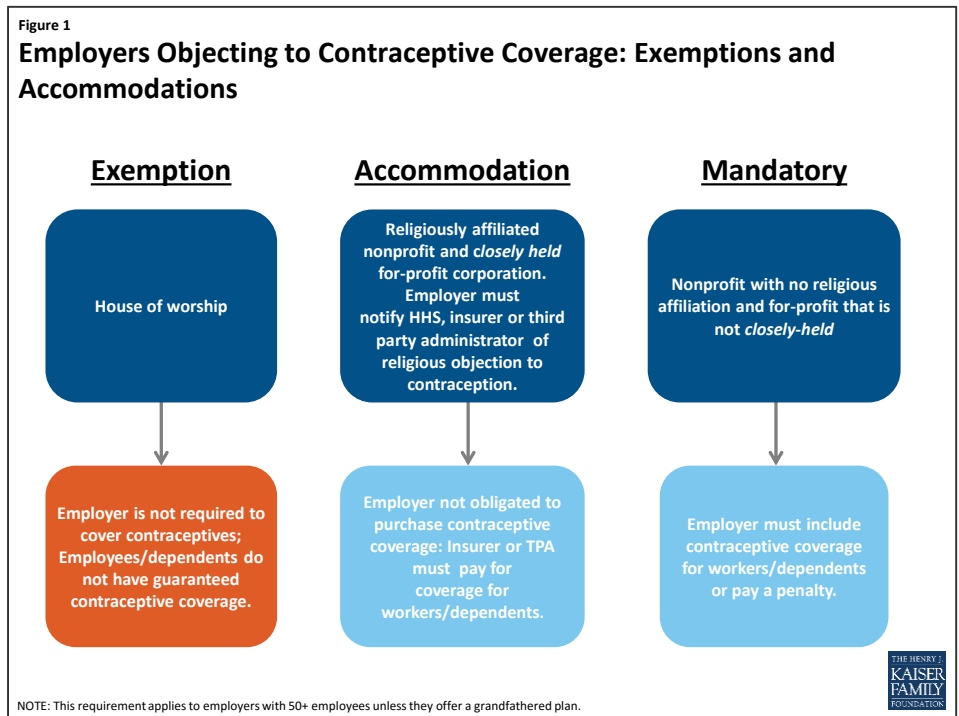 Figure 1
Employers Objecting to Contraceptive Coverage: Exemptions and
Accommodations
Exemption
House of worship
Employer is not required to
cover contraceptives;
Employees/dependents do
not have guaranteed
contraceptive coverage.
Accommodation
Religiously affiliated
nonprofit and closely held
for-profit corporation.
Employer must
notify HHS, insurer or third
party administrator of
religious objection to
contraception.
Employer not obligated to
purchase contraceptive
coverage: Insurer or TPA
must pay for
coverage for
workers/dependents.
Mandatory
Nonprofit with no religious
affiliation and for-profit that is
not closely-held
Employer must include
contraceptive coverage
for workers/dependents
or pay a penalty.
NOTE: This requirement applies to employers with 50+ employees unless they offer a grandfathered plan.
THE HENRY J.
KAISER
FAMILY
FOUNDATION